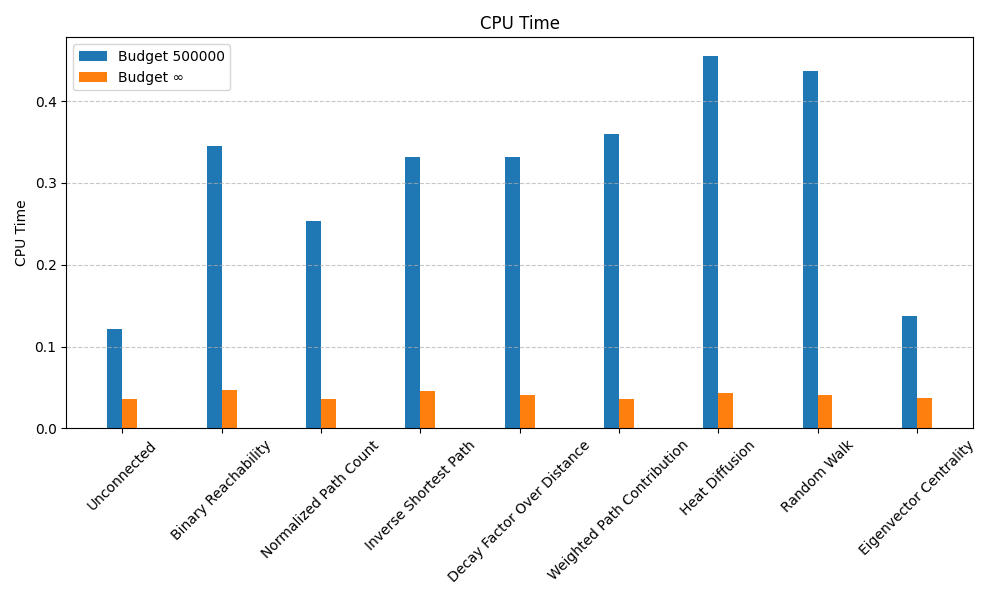 CPU Time
Budget 500000
Budget ∞
CPU Time
0.4
0.3
0.2
0.1
0.0
Unconnected
Binary Reachability
Normalized Path Count
Inverse Shortest Path
Decay Factor Over Distance
Weighted Path Contribution
Heat Diffusion
Random Walk
Eigenvector Centrality